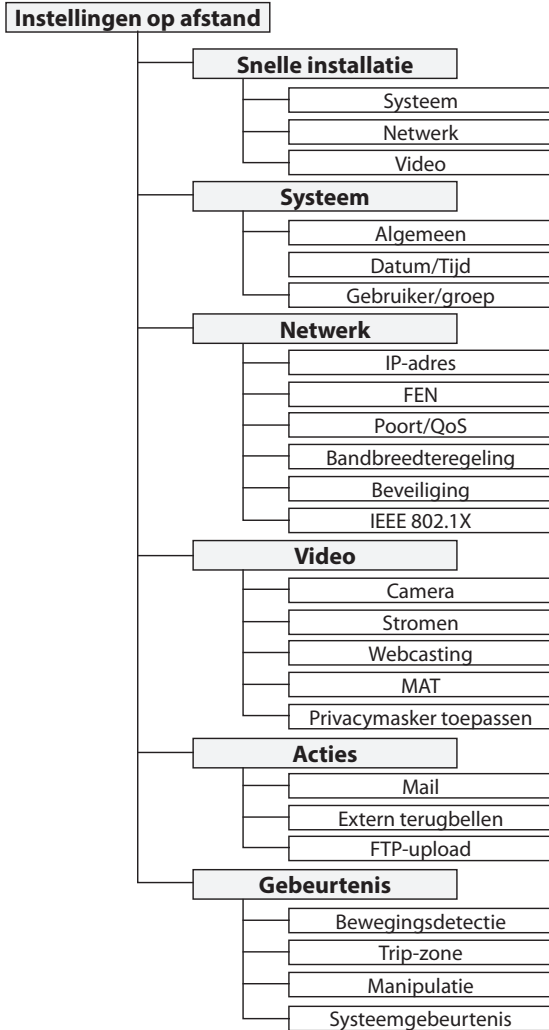 Instellingen op afstand
Snelle installatie
Systeem
Netwerk
Video
Systeem
Algemeen
Datum/Tijd
Gebruiker/groep
Netwerk
IP-adres
FEN
Poort/QoS
Bandbreedteregeling
Beveiliging
IEEE 802.1X
Video
Camera
Stromen
Webcasting
MAT
Privacymasker toepassen
Acties
Mail
Extern terugbellen
FTP-upload
Gebeurtenis
Bewegingsdetectie
Trip-zone
Manipulatie
Systeemgebeurtenis